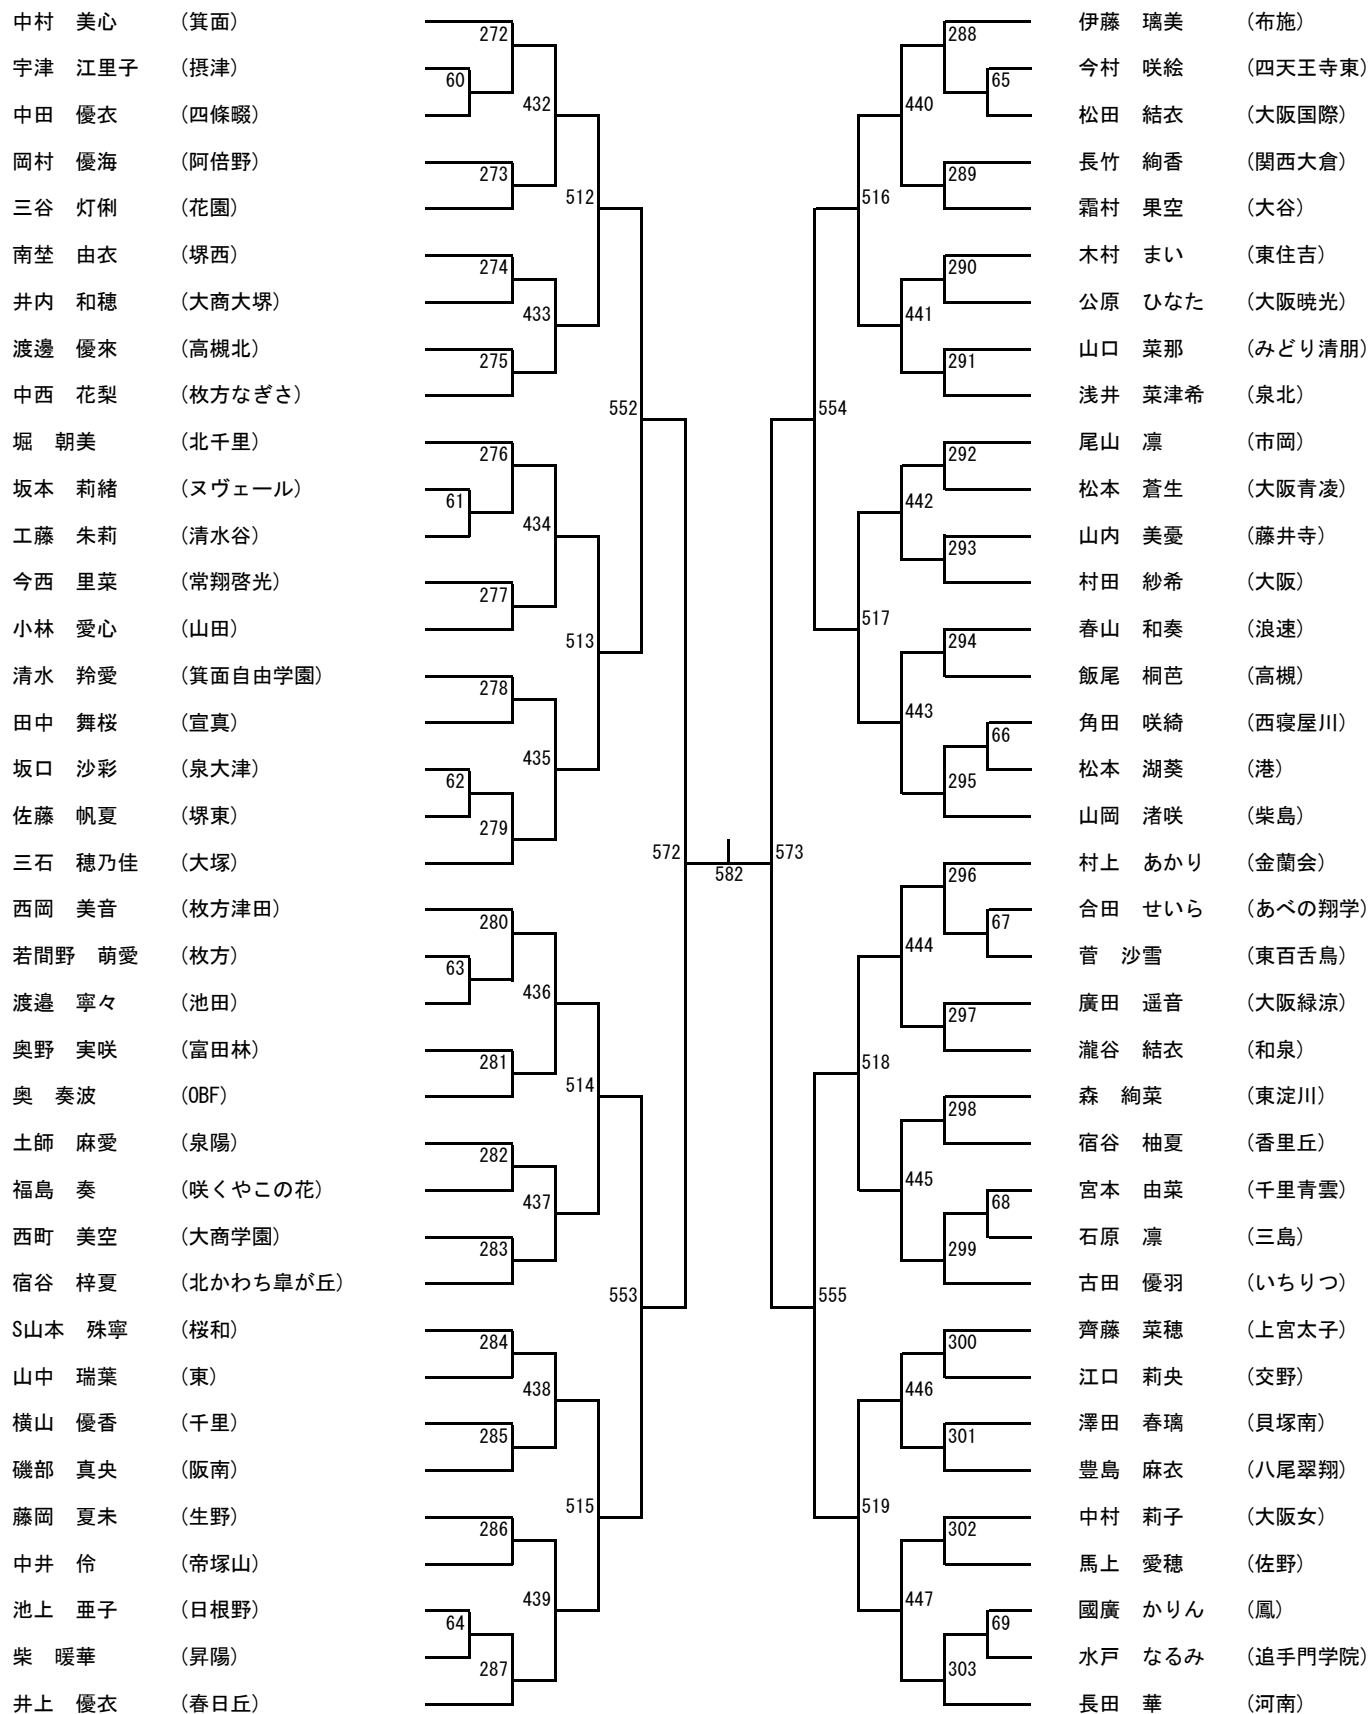 中村　美心　(箕面)
宇津　江里子　(摂津)
中田　優衣　(四條畷)
岡村　優海　(阿倍野)
三谷　灯俐　(花園)
南埜　由衣　(堺西)
井内　和穂　(大商大堺)
渡邊　優來　(高槻北)
中西　花梨　(枚方なぎさ)
堀　朝美　(北千里)
坂本　莉緒　(ヌヴェール)
工藤　朱莉　(清水谷)
今西　里菜　(常翔啓光)
小林　愛心　(山田)
清水　羚愛　(箕面自由学園)
田中　舞桜　(宣真)
坂口　沙彩　(泉大津)
佐藤　帆夏　(堺東)
三石　穂乃佳　(大塚)
西岡　美音　(枚方津田)
若間野　萌愛　(枚方)
渡邉　寧々　(池田)
奥野　実咲　(富田林)
奥　奏波　(OBF)
土師　麻愛　(泉陽)
福島　奏　(咲くやこの花)
西町　美空　(大商学園)
宿谷　梓夏　(北かわち皐が丘)
S山本　殊寧　(桜和)
山中　瑞葉　(東)
横山　優香　(千里)
磯部　真央　(阪南)
藤岡　夏未　(生野)
中井　伶　(帝塚山)
池上　亜子　(日根野)
柴　暖華　(昇陽)
井上　優衣　(春日丘)
60
61
62
63
64
272
273
274
275
276
277
278
279
280
281
282
283
284
285
286
287
432
433
434
435
436
437
438
439
512
513
514
515
552
553
572
582
573
554
555
516
517
518
519
440
441
442
443
444
445
446
447
288
289
290
291
292
293
294
295
296
297
298
299
300
301
302
303
65
66
67
68
69
伊藤　璃美　(布施)
今村　咲絵　(四天王寺東)
松田　結衣　(大阪国際)
長竹　絢香　(関西大倉)
霜村　果空　(大谷)
木村　まい　(東住吉)
公原　ひなた　(大阪暁光)
山口　菜那　(みどり清朋)
浅井　菜津希　(泉北)
尾山　凛　(市岡)
松本　蒼生　(大阪青凌)
山内　美憂　(藤井寺)
村田　紗希　(大阪)
春山　和奏　(浪速)
飯尾　桐芭　(高槻)
角田　咲綺　(西寝屋川)
松本　湖葵　(港)
山岡　渚咲　(柴島)
村上　あかり　(金蘭会)
合田　せいら　(あべの翔学)
菅　沙雪　(東百舌鳥)
廣田　遥音　(大阪緑涼)
瀧谷　結衣　(和泉)
森　絢菜　(東淀川)
宿谷　柚夏　(香里丘)
宮本　由菜　(千里青雲)
石原　凛　(三島)
古田　優羽　(いちりつ)
齊藤　菜穂　(上宮太子)
江口　莉央　(交野)
澤田　春璃　(貝塚南)
豊島　麻衣　(八尾翠翔)
中村　莉子　(大阪女)
馬上　愛穂　(佐野)
國廣　かりん　(鳳)
水戸　なるみ　(追手門学院)
長田　華　(河南)